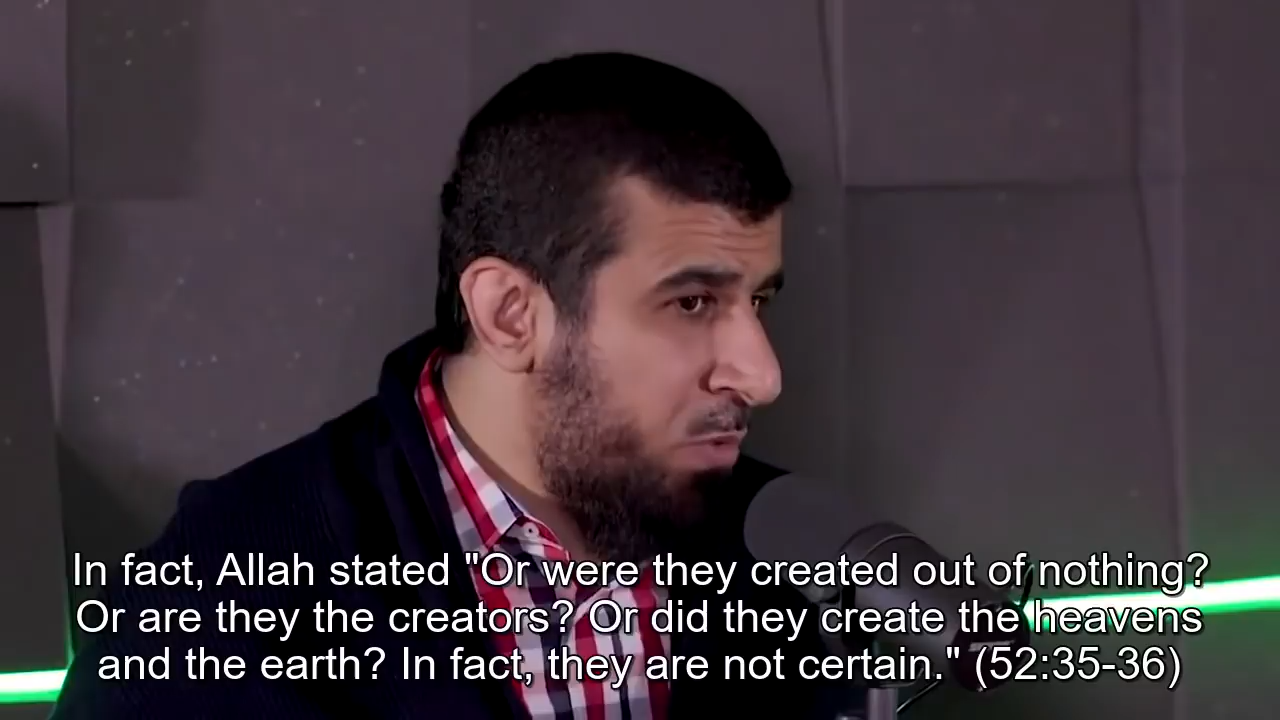 In fact, Allah stated "Or were they created out of nothing?
Or are they the creators? Or did they create the heavens
and the earth? In fact, they are not certain." (52:35-36)